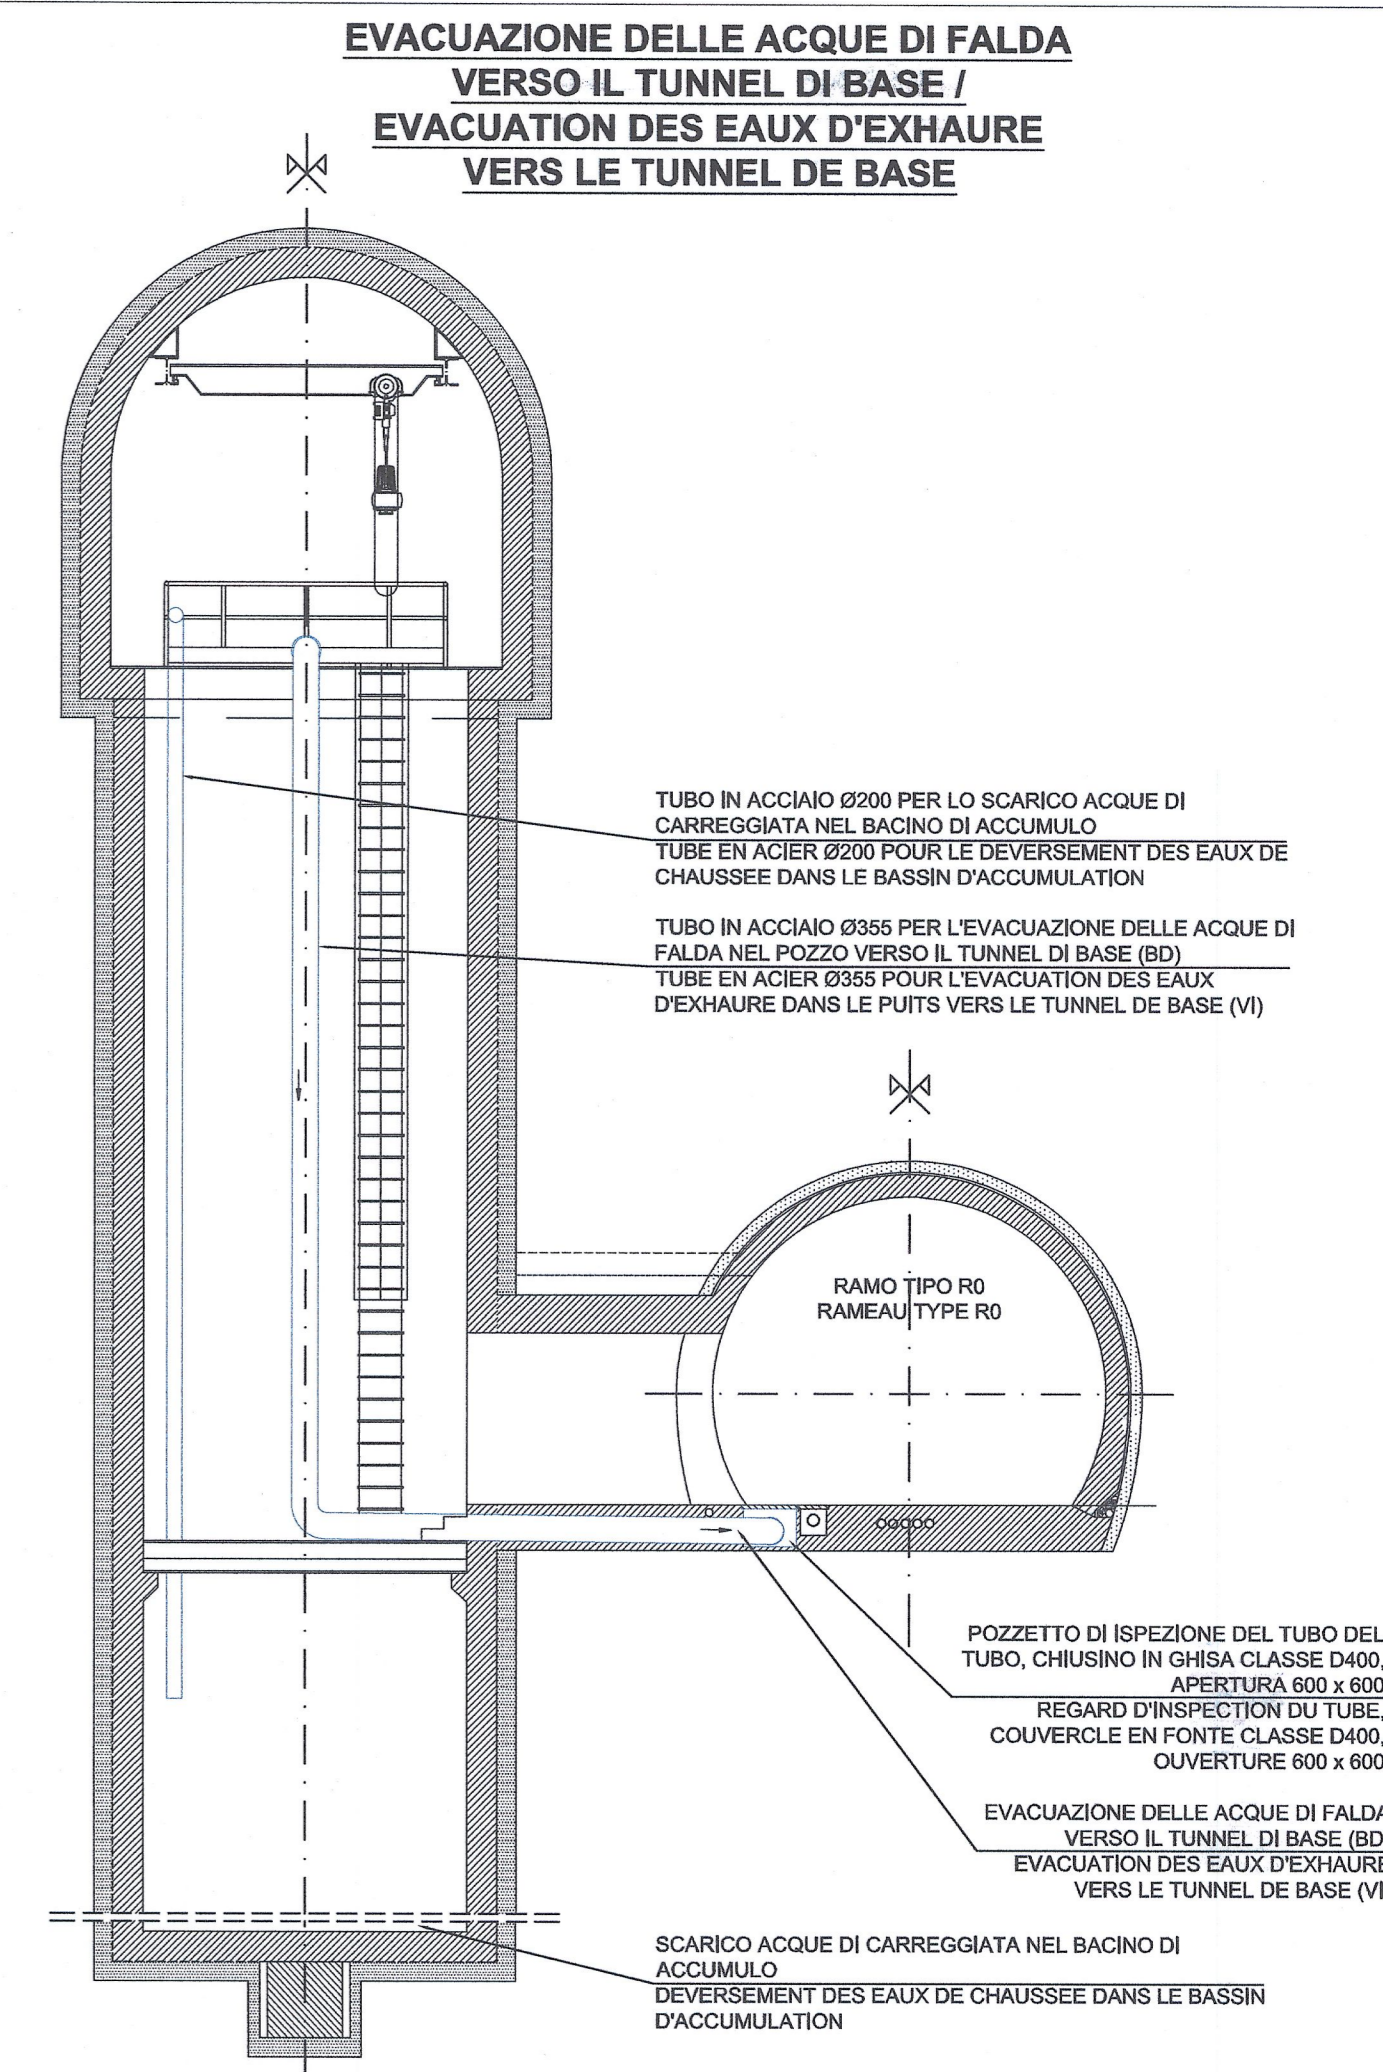 EVACUAZIONE DELLE ACQUE DI FALDA
VERSO IL TUNNEL DI BASE /
EVACUATION DES EAUX D'EXHAURE
VERS LE TUNNEL DE BASE
TUBO IN ACCIAIO Ø200 PER LO SCARICO ACQUE DI
CARREGGIATA NEL BACINO DI ACCUMULO
TUBE EN ACIER Ø200 POUR LE DEVERSEMENT DES EAUX DE
CHAUSSEE DANS LE BASSIN D'ACCUMULATION
TUBO IN ACCIAIO Ø355 PER L'EVACUAZIONE DELLE ACQUE DI
FALDA NEL POZZO VERSO IL TUNNEL DI BASE (BD)
TUBE EN ACIER Ø355 POUR L'EVACUATION DES EAUX
D'EXHAURE DANS LE PUITS VERS LE TUNNEL DE BASE (VI)
RAMO TIPO R0
RAMEAU TYPE R0
POZZETTO DI ISPEZIONE DEL TUBO DEL
TUBO, CHIUSINO IN GHISA CLASSE D400,
APERTURA 600 x 600
REGARD D'INSPECTION DU TUBE,
COUVERCLE EN FONTE CLASSE D400,
OUVERTURE 600 x 600
EVACUAZIONE DELLE ACQUE DI FALDA
VERSO IL TUNNEL DI BASE (BD
EVACUATION DES EAUX D'EXHAURE
VERS LE TUNNEL DE BASE (VI
SCARICO ACQUE DI CARREGGIATA NEL BACINO DI
ACCUMULO
DEVERSEMENT DES EAUX DE CHAUSSEE DANS LE BASSIN
D'ACCUMULATION